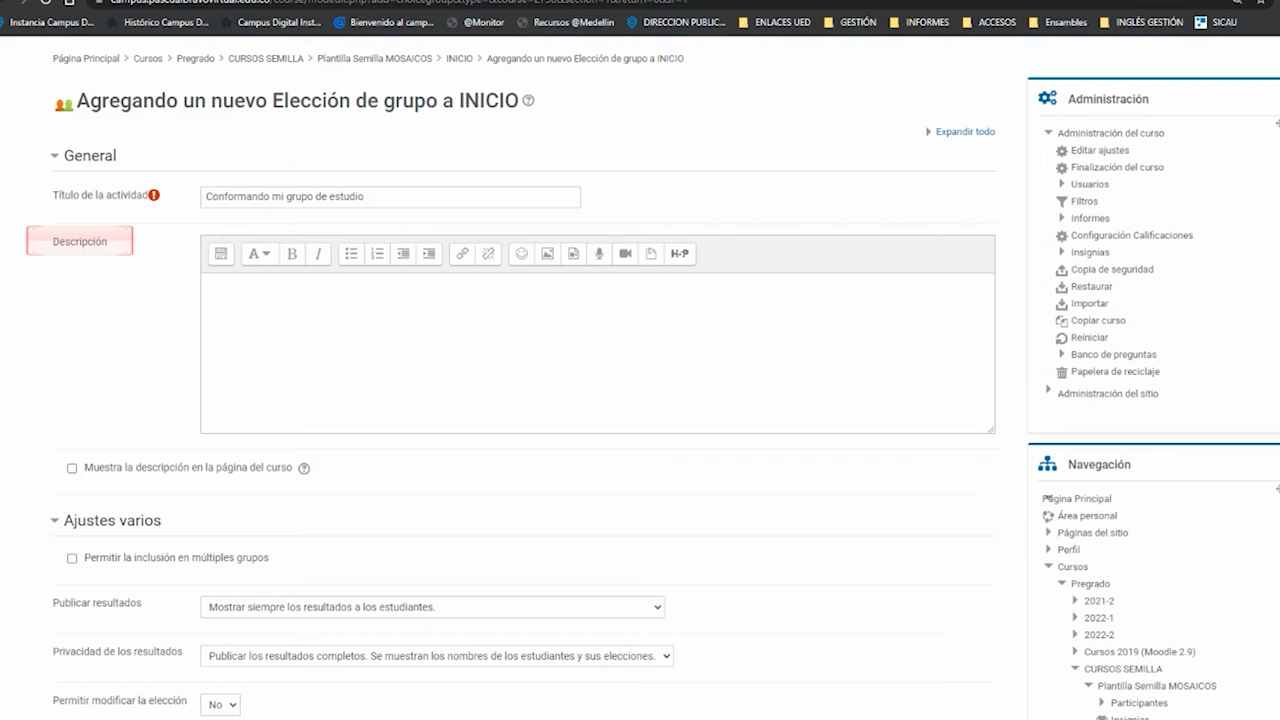 Instancia Campus D... Histórico Campus D... Campus Digital Inst... Bienvenido al camp... @Monitor Recursos @Medellin DIRECCION PUBLIC... ENLACES UED GESTIÓN INFORMES ACCESOS Ensambles INGLÉS GESTIÓN SICAU
Página Principal > Cursos > Pregrado > CURSOS SEMILLA > Plantilla Semilla MOSAICOS > INICIO > Agregando un nuevo Elección de grupo a INICIO
Agregando un nuevo Elección de grupo a INICIO
Expandir todo
General
Título de la actividad
Conformando mi grupo de estudio
Descripción
A B I H-P
Muestra la descripción en la página del curso
Ajustes varios
Permitir la inclusión en múltiples grupos
Publicar resultados
Mostrar siempre los resultados a los estudiantes.
Privacidad de los resultados
Publicar los resultados completos. Se muestran los nombres de los estudiantes y sus elecciones.
Permitir modificar la elección
No
Administración
Administración del curso
Editar ajustes
Finalización del curso
Usuarios
Filtros
Informes
Configuración Calificaciones
Insignias
Copia de seguridad
Restaurar
Importar
Copiar curso
Reiniciar
Banco de preguntas
Papelera de reciclaje
Administración del sitio
Navegación
Página Principal
Área personal
Páginas del sitio
Perfil
Cursos
Pregrado
2021-2
2022-1
2022-2
Cursos 2019 (Moodle 2.9)
CURSOS SEMILLA
Plantilla Semilla MOSAICOS
Participantes
Insignias